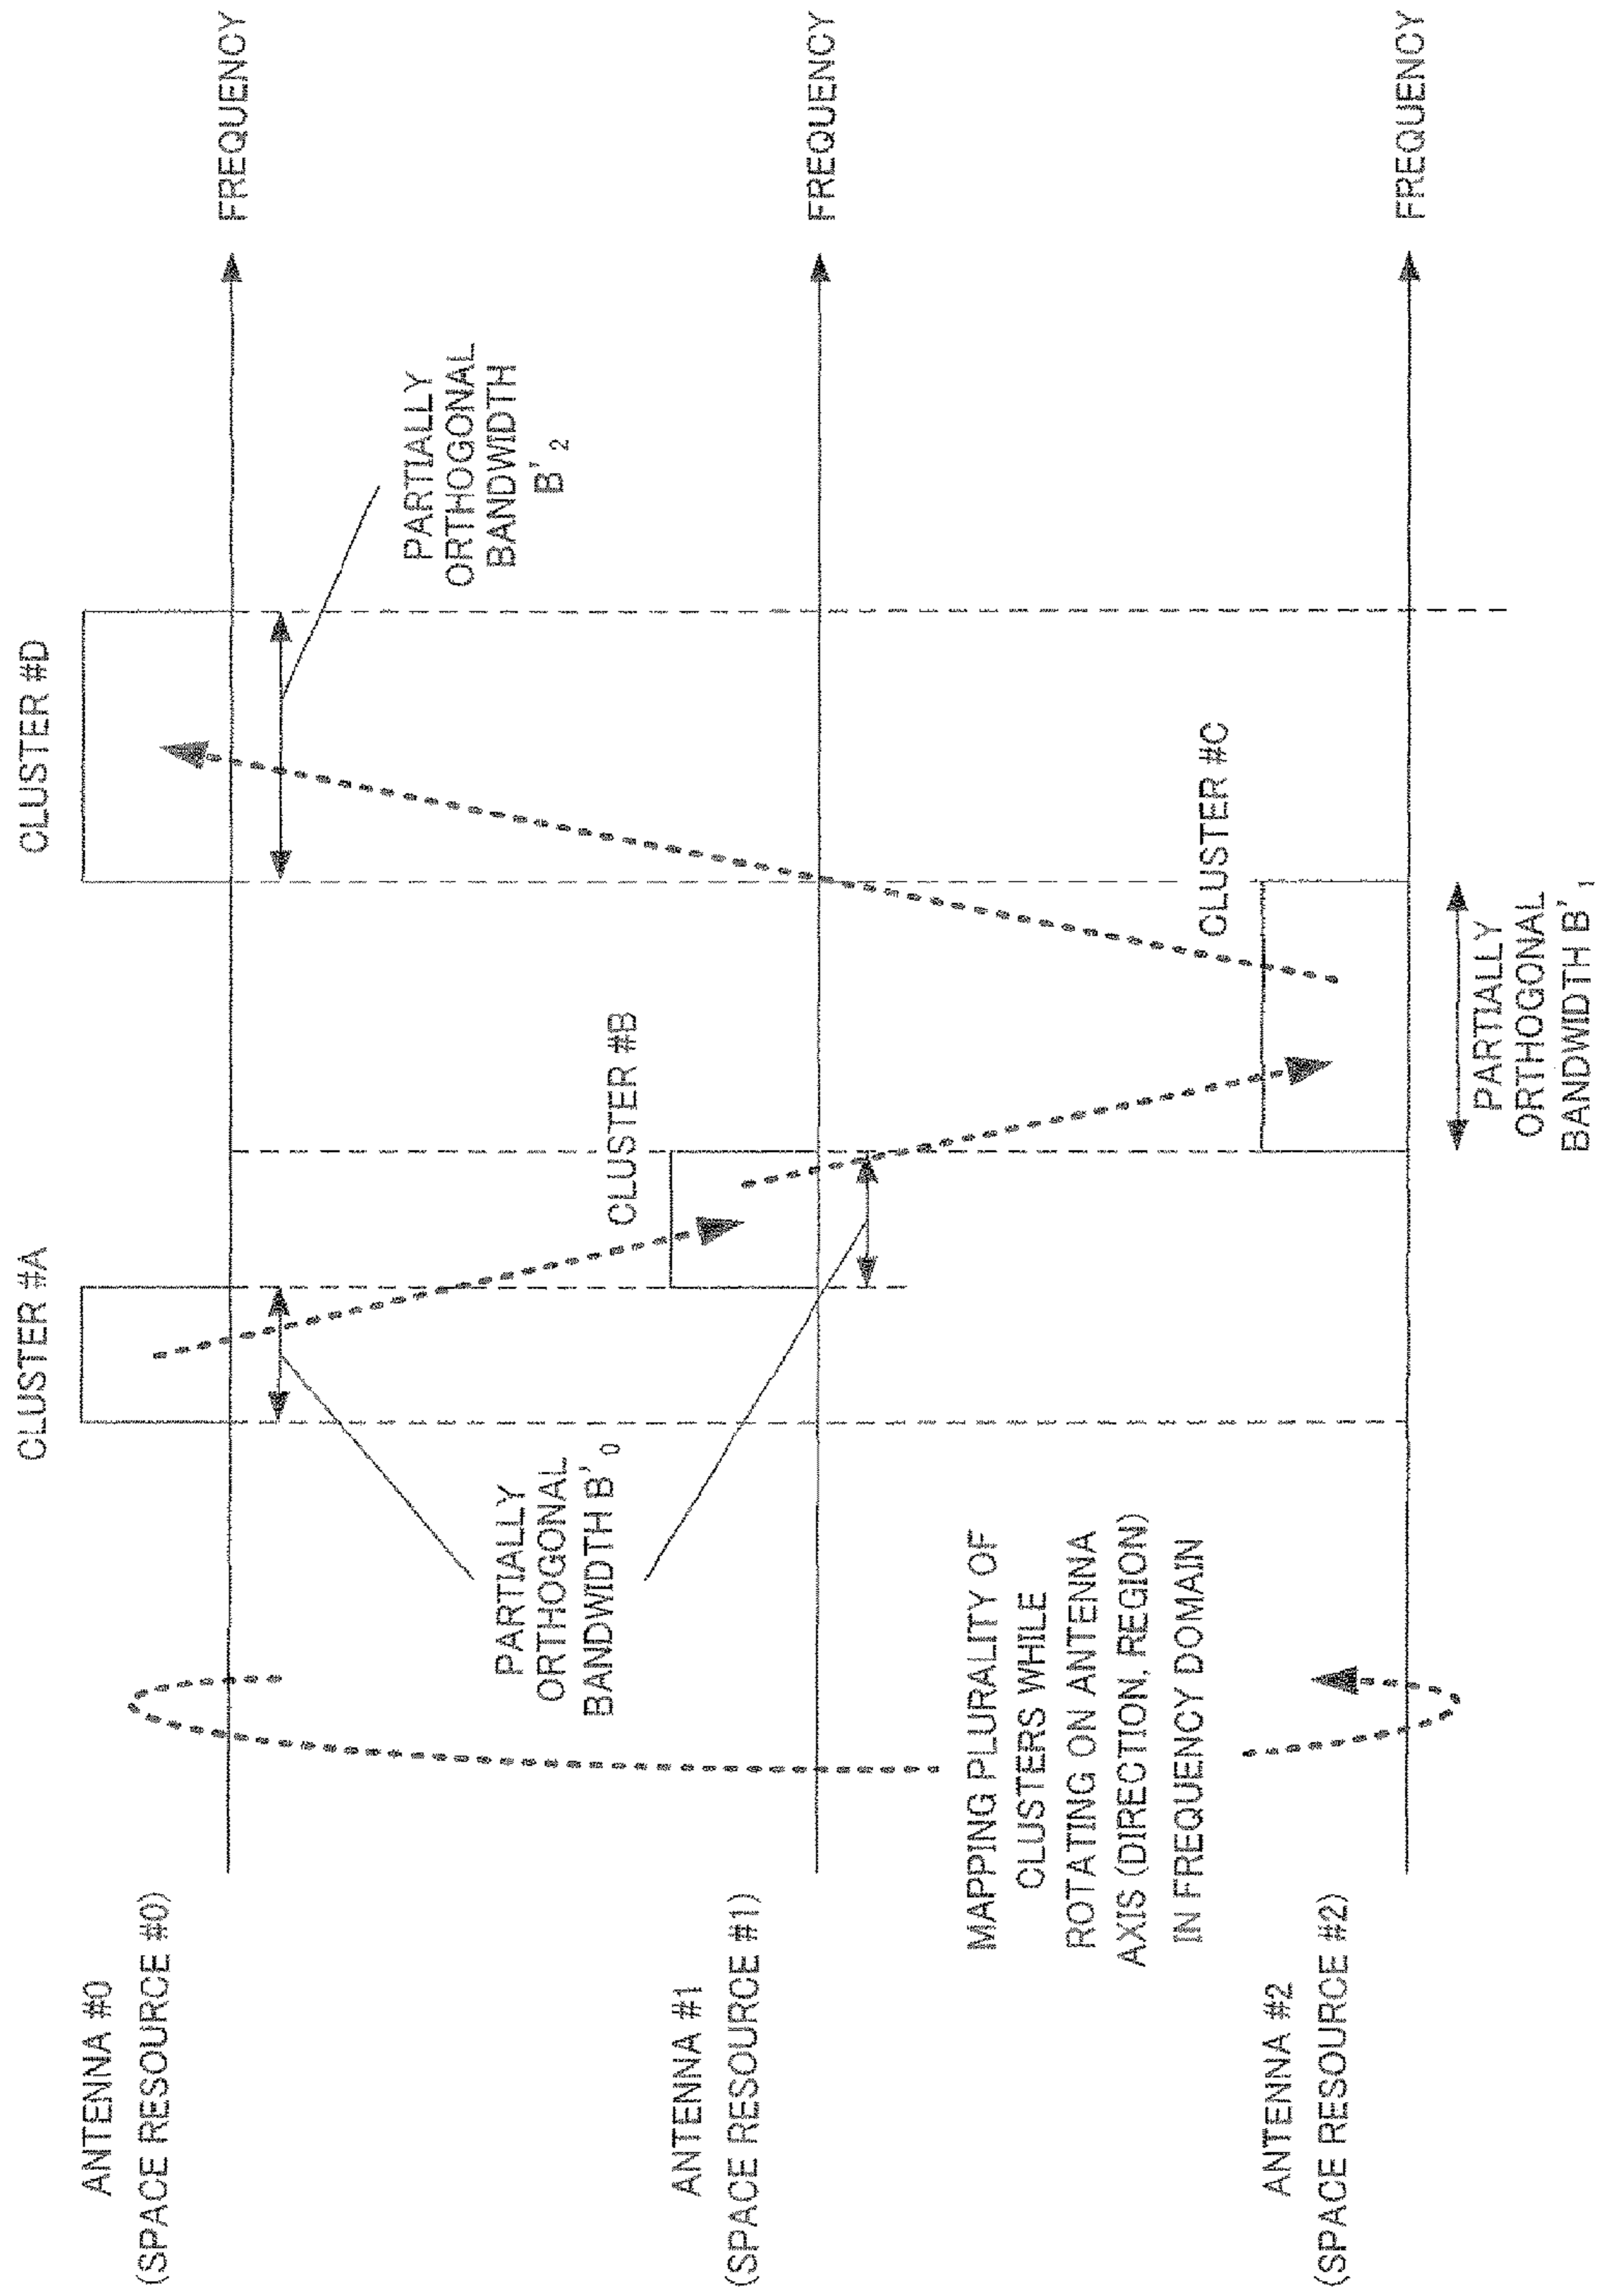 CLUSTER #A
CLUSTER #D
ANTENNA #0
(SPACE RESOURCE #0)
FREQUENCY
PARTIALLY
ORTHOGONAL
BANDWIDTH
B'2
PARTIALLY
ORTHOGONAL
BANDWIDTH B'0
CLUSTER #B
ANTENNA #1
(SPACE RESOURCE #1)
FREQUENCY
MAPPING PLURALITY OF
CLUSTERS WHILE
ROTATING ON ANTENNA
AXIS (DIRECTION, REGION)
IN FREQUENCY DOMAIN
CLUSTER #C
ANTENNA #2
(SPACE RESOURCE #2)
FREQUENCY
PARTIALLY
ORTHOGONAL
BANDWIDTH B'1